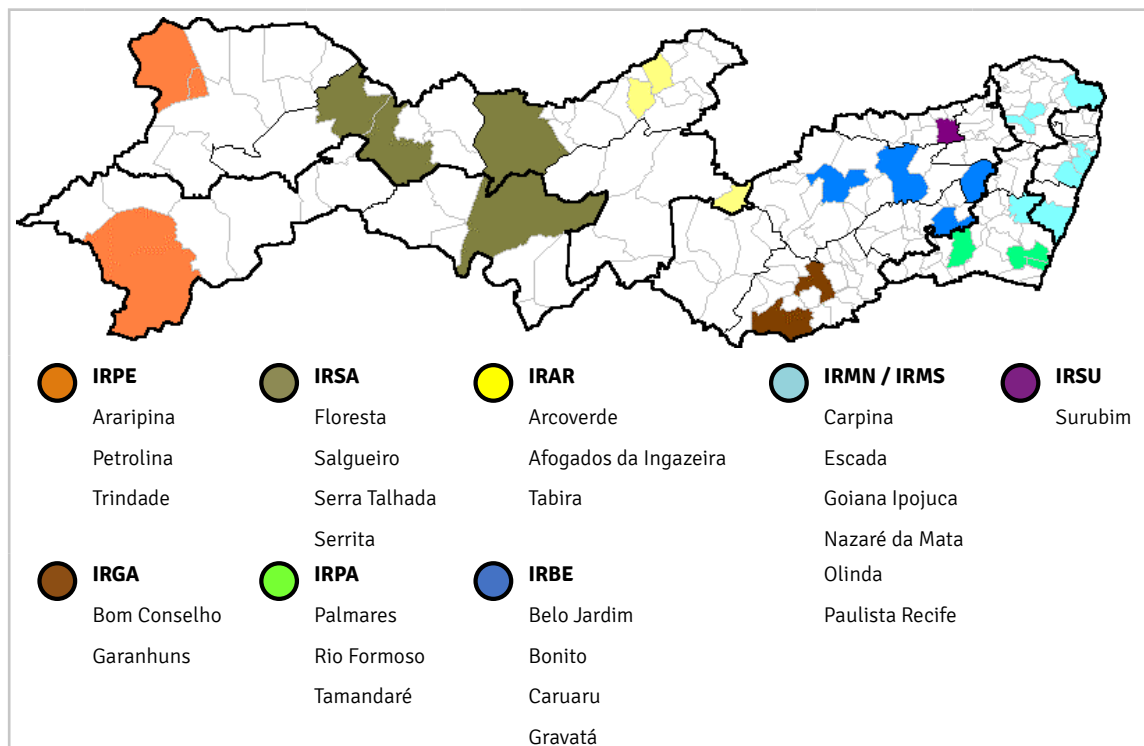 IRPE
Araripina
Petrolina
Trindade
IRSA
Floresta
Salgueiro
Serra Talhada
Serrita
IRAR
Arcoverde
Afogados da Ingazeira
Tabira
IRMN / IRMS
Carpina
Escada
Goiana Ipojuca
Nazaré da Mata
Olinda
Paulista Recife
IRSU
Surubim
IRGA
Bom Conselho
Garanhuns
IRPA
Palmares
Rio Formoso
Tamandaré
IRBE
Belo Jardim
Bonito
Caruaru
Gravatá